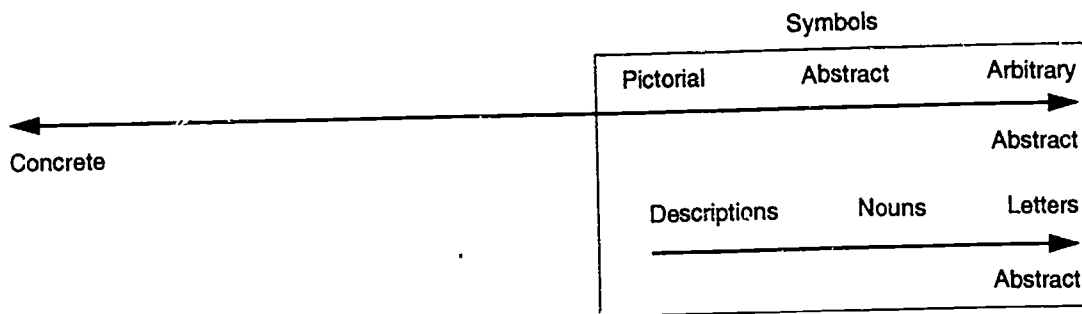 Symbols
Pictorial Abstract Arbitrary
Abstract
Concrete
Descriptions Nouns Letters
Abstract